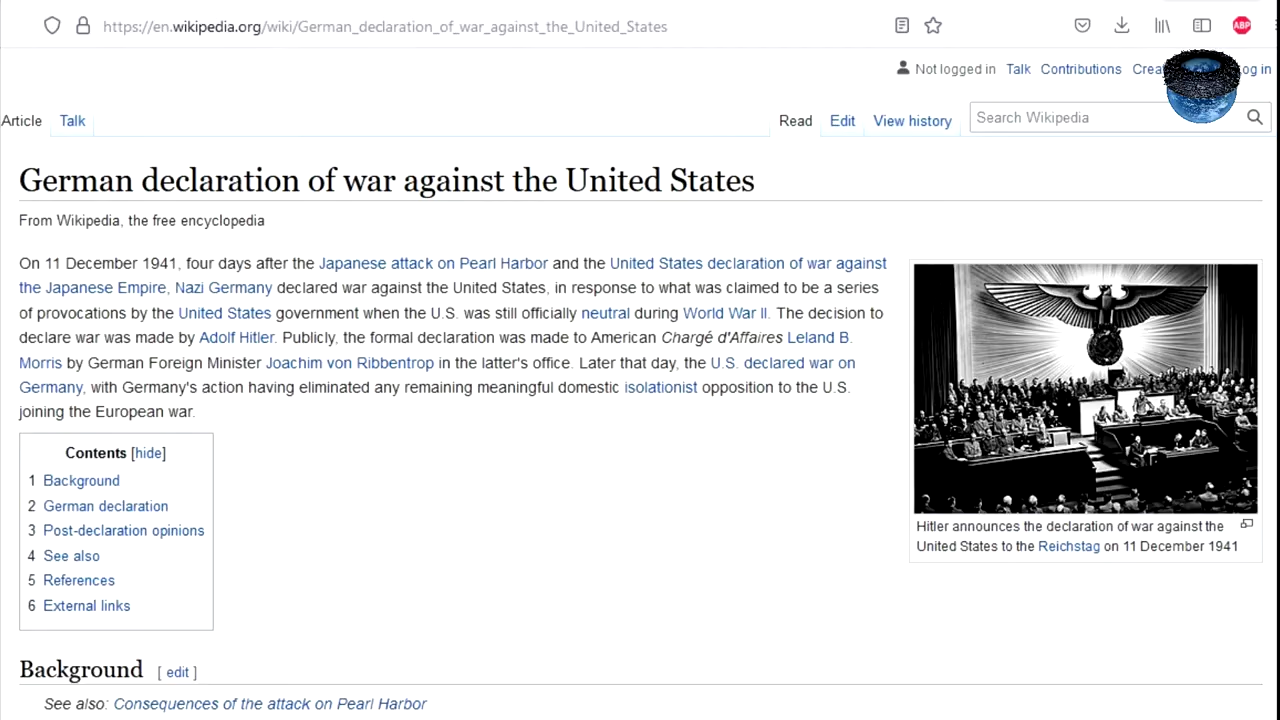 https://en.wikipedia.org/wiki/German_declaration_of_war_against_the_United_States
ABP
Not logged in Talk Contributions
Article Talk Read Edit View history Search Wikipedia
German declaration of war against the United States
From Wikipedia, the free encyclopedia
On 11 December 1941, four days after the Japanese attack on Pearl Harbor and the United States declaration of war against
the Japanese Empire, Nazi Germany declared war against the United States, in response to what was claimed to be a series
of provocations by the United States government when the U.S. was still officially neutral during World War II. The decision to
declare war was made by Adolf Hitler. Publicly, the formal declaration was made to American Chargé d'Affaires Leland B.
Morris by German Foreign Minister Joachim von Ribbentrop in the latter's office. Later that day, the U.S. declared war on
Germany, with Germany's action having eliminated any remaining meaningful domestic isolationist opposition to the U.S.
joining the European war.
Hitler announces the declaration of war against the
United States to the Reichstag on 11 December 1941
Contents [hide]
1 Background
2 German declaration
3 Post-declaration opinions
4 See also
5 References
6 External links
Background [ edit ]
See also: Consequences of the attack on Pearl Harbor